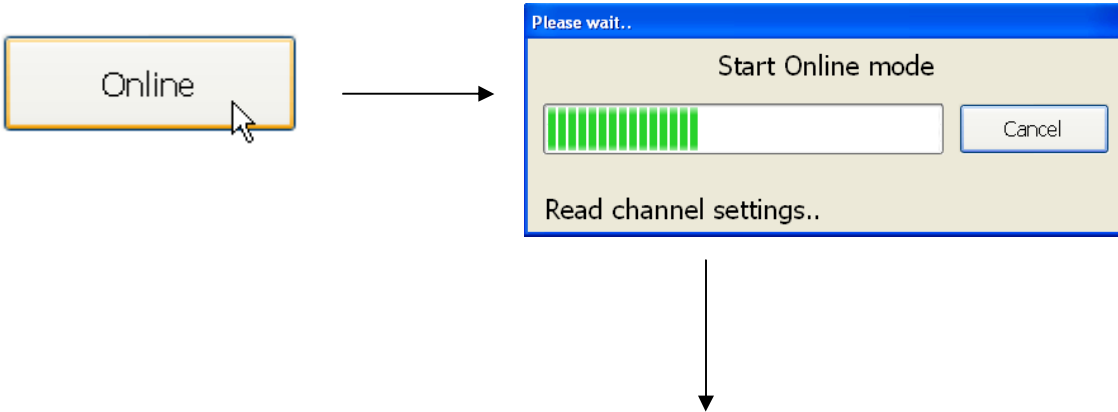 Online
Please wait..
Start Online mode
Cancel
Read channel settings..